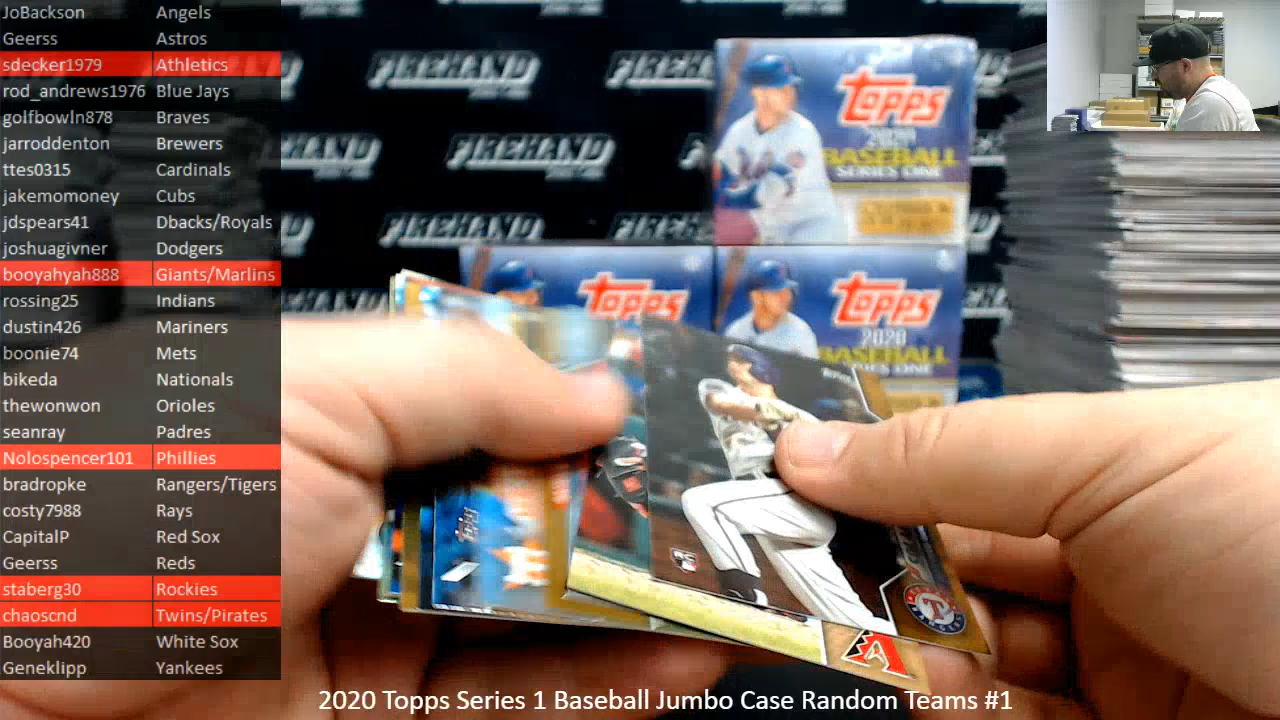 JoBackson Angels
Geerss Astros
sdecker1979 Athletics
rod_andrews1976 Blue Jays
golfbowln878 Braves
jarroddenton Brewers
ttes0315 Cardinals
jakemomoney Cubs
jdspears41 Dbacks/Royals
joshuagivner Dodgers
booyahyah888 Giants/Marlins
rossing25 Indians
dustin426 Mariners
boonie74 Mets
bikeda Nationals
thewonwon Orioles
seanray Padres
Nolospencer101 Phillies
bradropke Rangers/Tigers
costy7988 Rays
CapitalP Red Sox
Geerss Reds
staberg30 Rockies
chaoscnd Twins/Pirates
Booyah420 White Sox
Geneklipp Yankees
FIREHAND
FIREHAND
FIREHAND
FIREHAND
FIREHAND
Topps
2020
BASEBALL
SERIES ONE
Topps
Topps
2020
BASEBALL
2020 Topps Series 1 Baseball Jumbo Case Random Teams #1